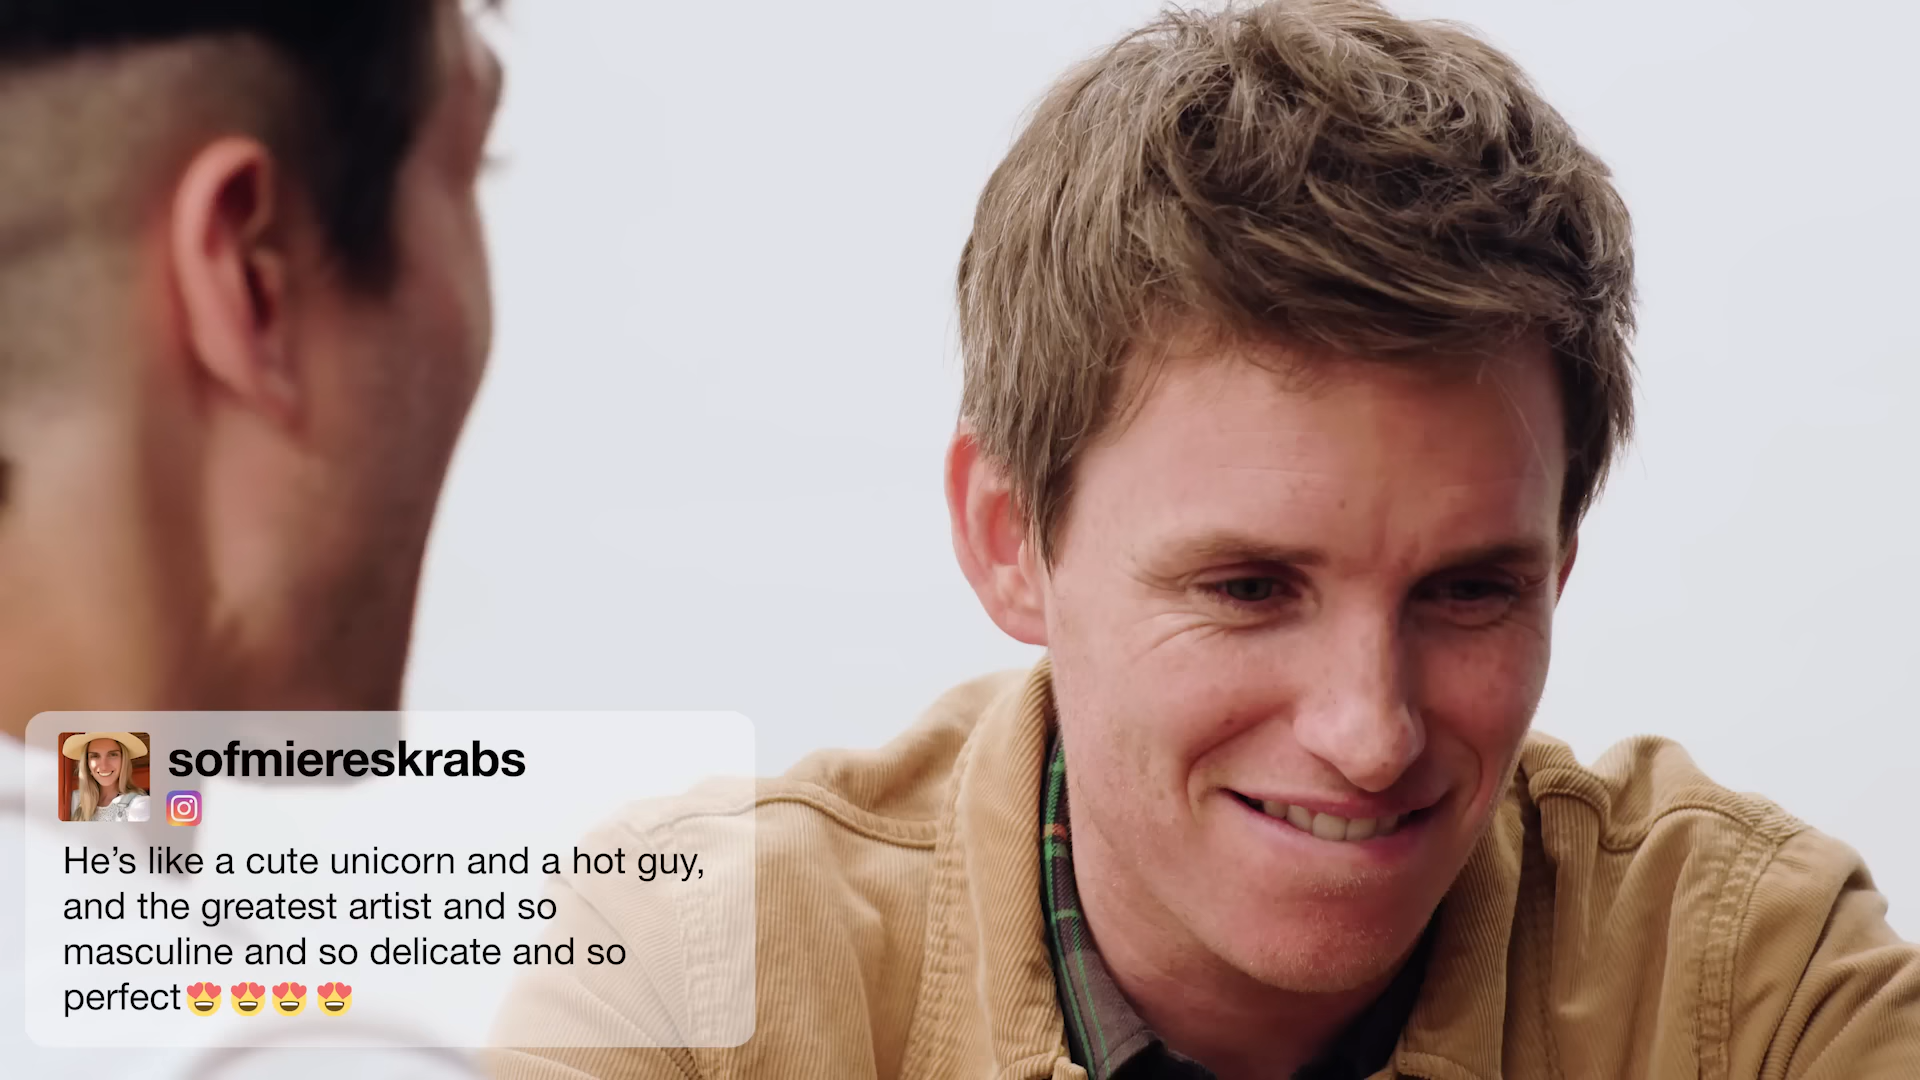 sofmiereskrabs
He’s like a cute unicorn and a hot guy,
and the greatest artist and so
masculine and so delicate and so
perfect😍😍😍😍